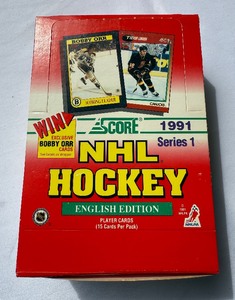 BOBBY ORR
WIN!
EXCLUSIVE
BOBBY ORR
CARDS
SCORE
1991
Series 1
NHL
HOCKEY
ENGLISH EDITION
PLAYER CARDS
(15 Cards Per Pack)
CANUCKS